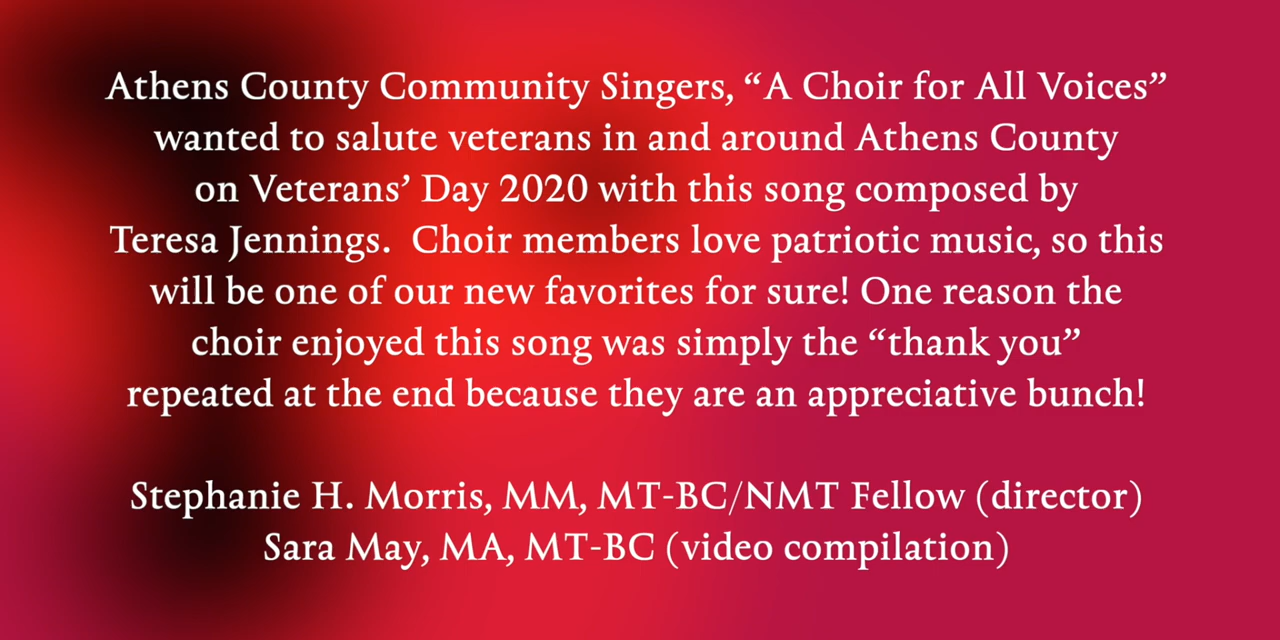 Athens County Community Singers, “A Choir for All Voices”
wanted to salute veterans in and around Athens County
on Veterans’ Day 2020 with this song composed by
Teresa Jennings.  Choir members love patriotic music, so this
will be one of our new favorites for sure! One reason the
choir enjoyed this song was simply the “thank you”
repeated at the end because they are an appreciative bunch!
Stephanie H. Morris, MM, MT-BC/NMT Fellow (director)
Sara May, MA, MT-BC (video compilation)